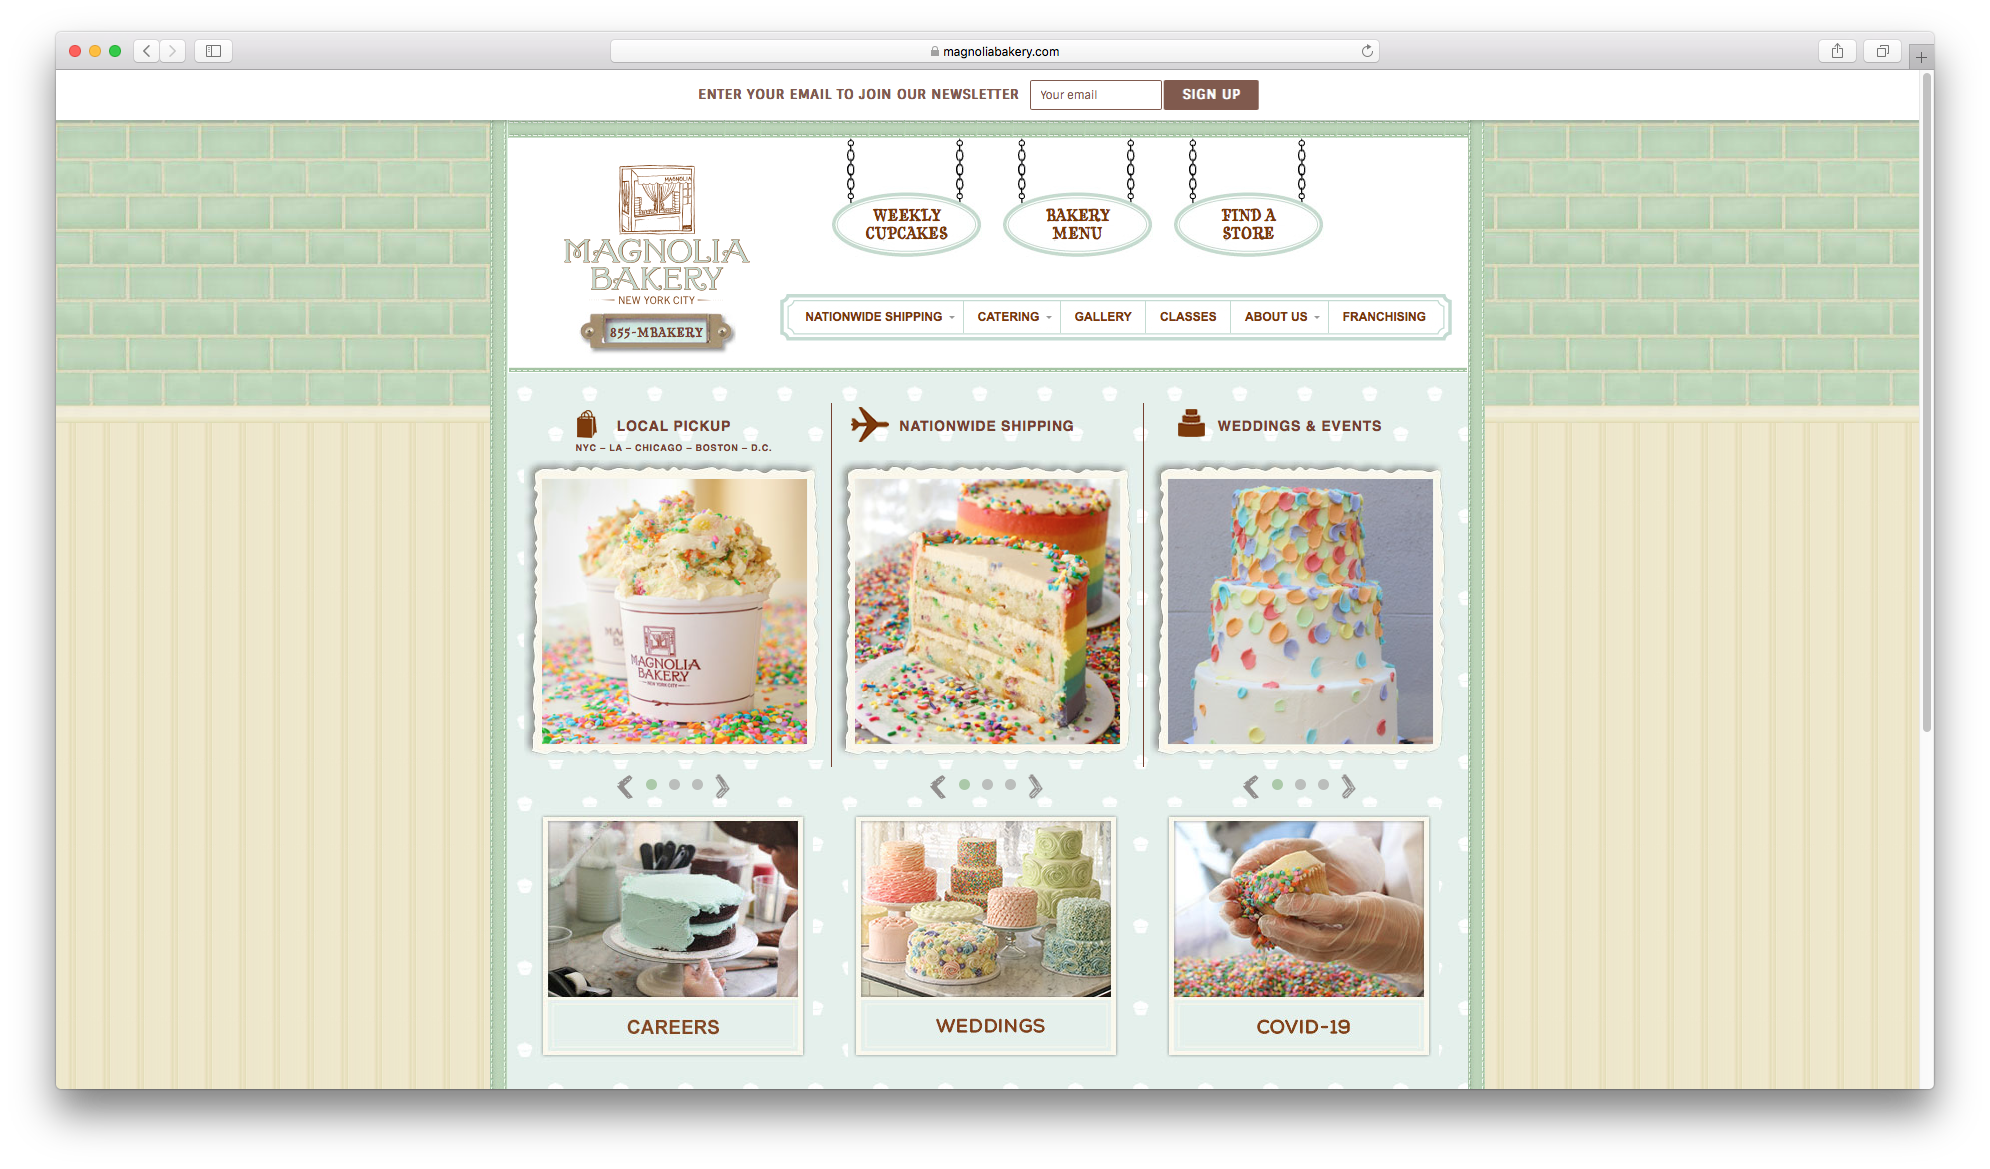 magnoliabakery.com
ENTER YOUR EMAIL TO JOIN OUR NEWSLETTER
Your email
SIGN UP
MAGNOLIA
MAGNOLIA
BAKERY
NEW YORK CITY
855-MBAKERY
WEEKLY
CUPCAKES
BAKERY
MENU
FIND A
STORE
NATIONWIDE SHIPPING
CATERING
GALLERY
CLASSES
ABOUT US
FRANCHISING
LOCAL PICKUP
NYC – LA – CHICAGO – BOSTON – D.C.
NATIONWIDE SHIPPING
WEDDINGS & EVENTS
MAGNOLIA
BAKERY
NEW YORK CITY
CAREERS
WEDDINGS
COVID-19